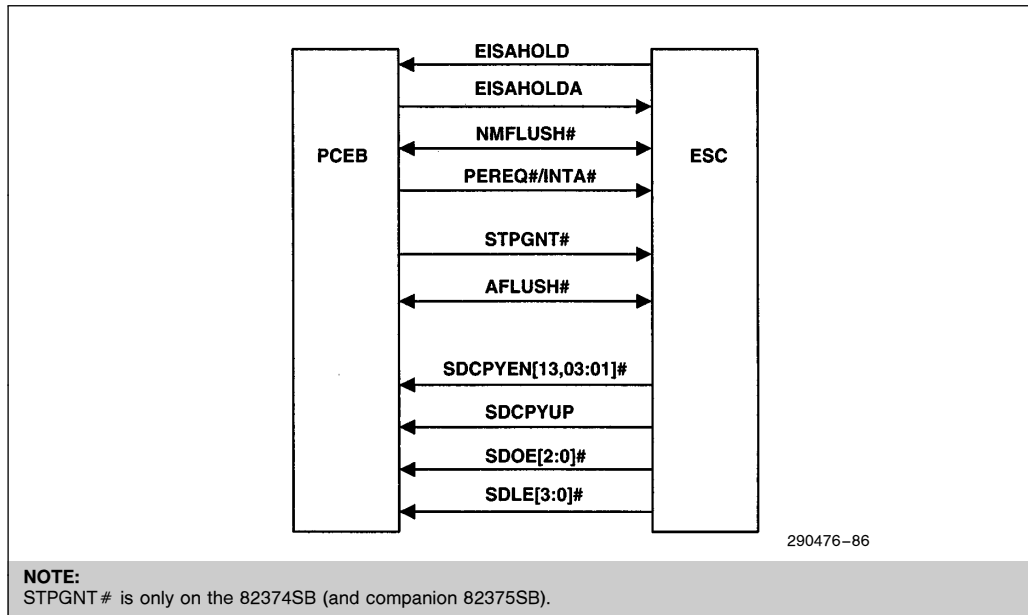 EISAHOLD
EISAHOLDA
NMFLUSH#
PCEB
ESC
PEREQ#/INTA#
STPGNT#
AFLUSH#
SDCPYEN[13,03:01]#
SDCPYUP
SDOE[2:0]#
SDLE[3:0]#
290476–86
NOTE:
STPGNT# is only on the 82374SB (and companion 82375SB).